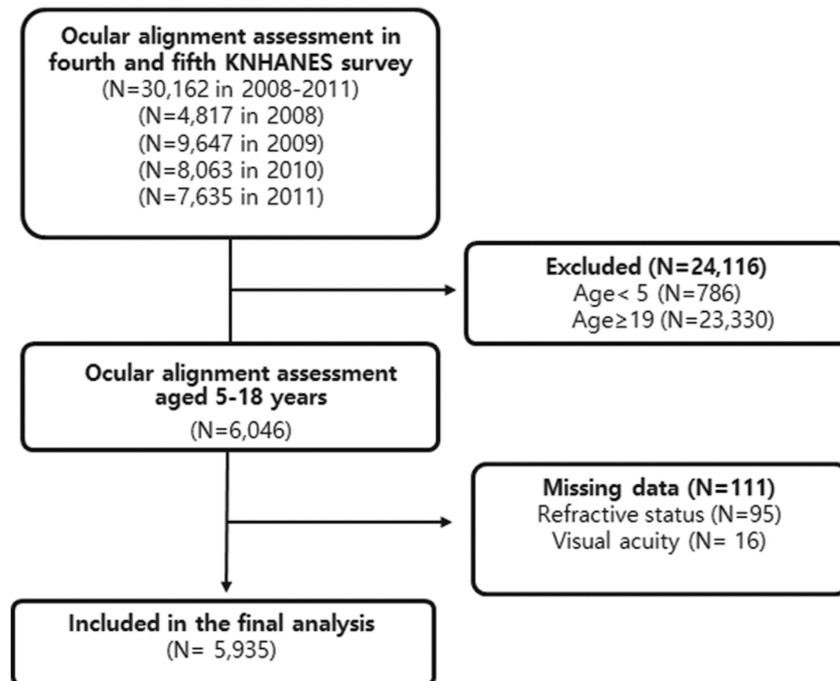 Ocular alignment assessment in
fourth and fifth KNHANES survey
(N=30,162 in 2008-2011)
(N=4,817 in 2008)
(N=9,647 in 2009)
(N=8,063 in 2010)
(N=7,635 in 2011)
Excluded (N=24,116)
Age< 5 (N=786)
Age≥19 (N=23,330)
Ocular alignment assessment
aged 5-18 years
(N=6,046)
Missing data (N=111)
Refractive status (N=95)
Visual acuity (N= 16)
Included in the final analysis
(N= 5,935)